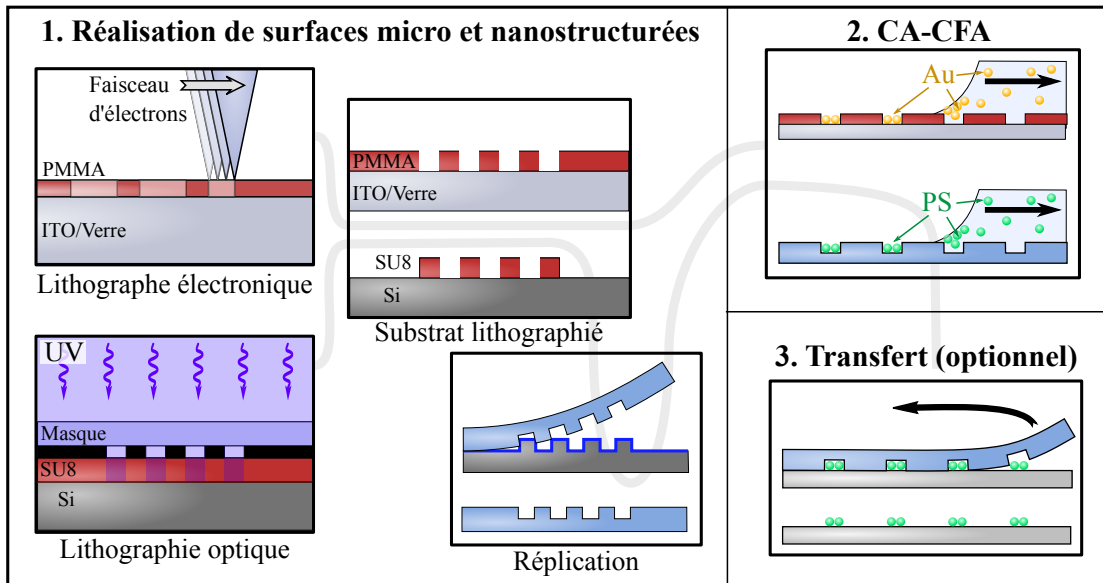 1. Réalisation de surfaces micro et nanostructurées
Faisceau
d'électrons
PMMA
ITO/Verre
Lithographe électronique
PMMA
ITO/Verre
SU8
Si
Substrat lithographié
UV
Masque
SU8
Si
Lithographie optique
Réplication
2. CA-CFA
Au
PS
3. Transfert (optionnel)